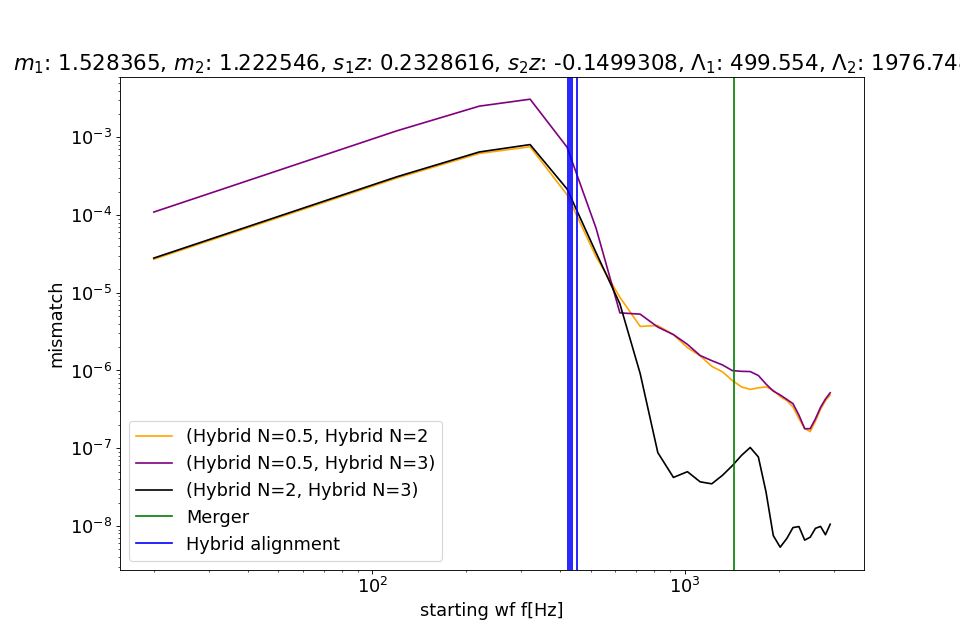 m₁: 1.528365, m₂: 1.222546, s₁z: 0.2328616, s₂z: -0.1499308, Λ₁: 499.554, Λ₂: 1976.74
10⁻³
10⁻⁴
10⁻⁵
10⁻⁶
10⁻⁷
10⁻⁸
mismatch
(Hybrid N=0.5, Hybrid N=2
(Hybrid N=0.5, Hybrid N=3)
(Hybrid N=2, Hybrid N=3)
Merger
Hybrid alignment
10²
10³
starting wf f[Hz]